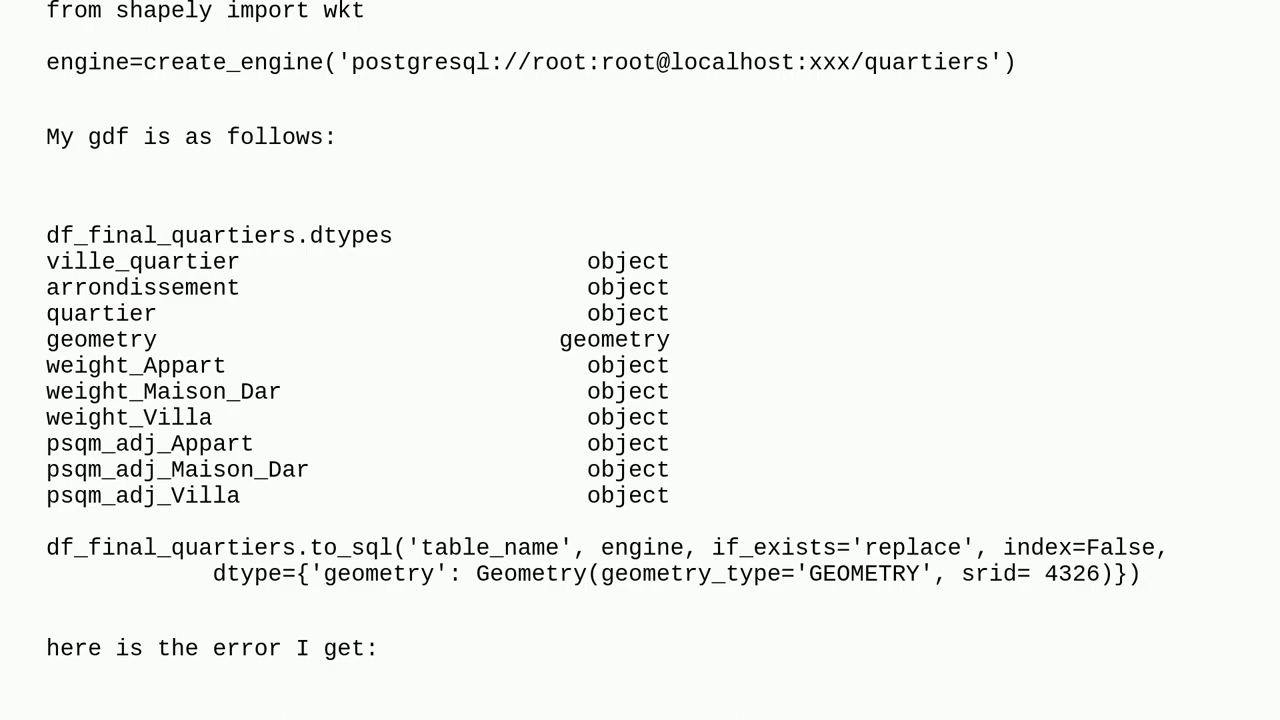 from shapely import wkt
engine=create_engine('postgresql://root:root@localhost:xxx/quartiers')
My gdf is as follows:
df_final_quartiers.dtypes
ville_quartier object
arrondissement object
quartier object
geometry geometry
weight_Appart object
weight_Maison_Dar object
weight_Villa object
psqm_adj_Appart object
psqm_adj_Maison_Dar object
psqm_adj_Villa object
df_final_quartiers.to_sql('table_name', engine, if_exists='replace', index=False,
dtype={'geometry': Geometry(geometry_type='GEOMETRY', srid= 4326)})
here is the error I get: